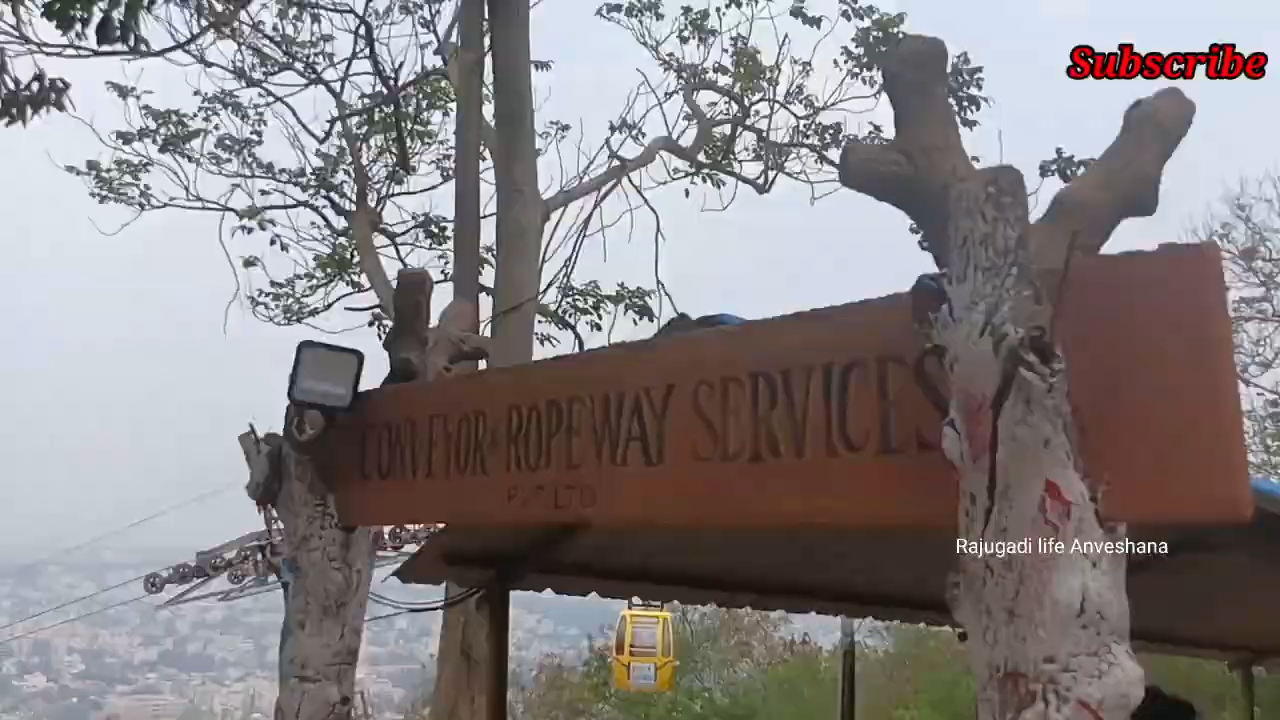 Subscribe
CONVEYOR & ROPEWAY SERVICES
PVT. LTD
Rajugadi life Anveshana